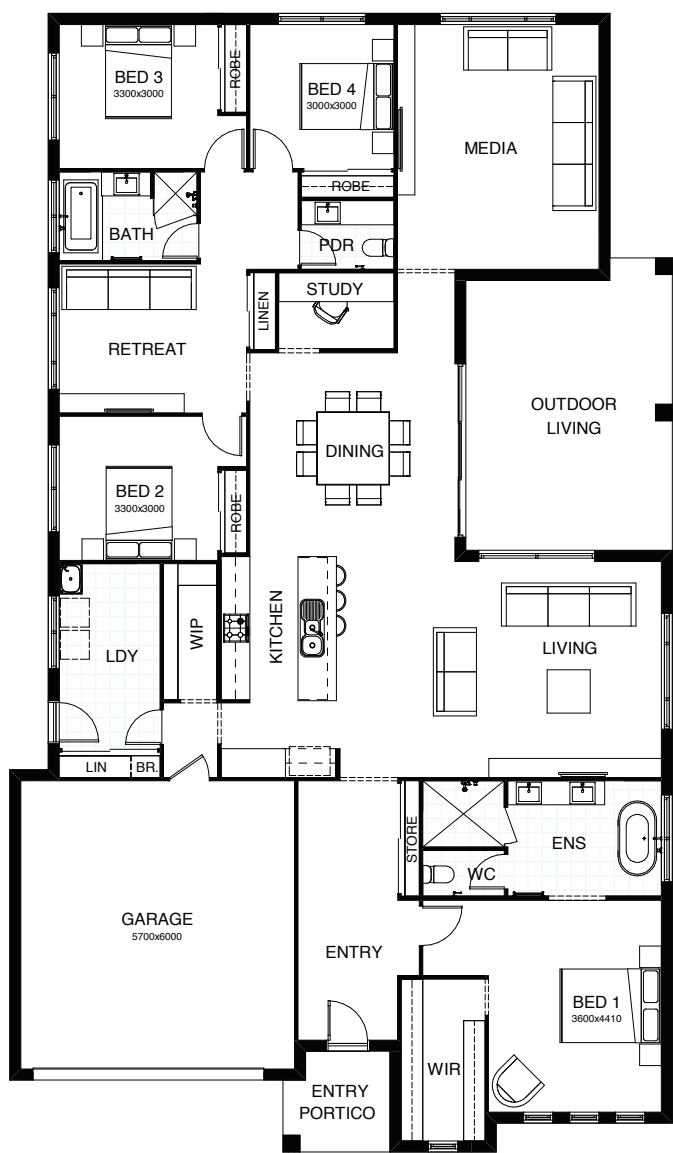 BED 3
3300x3000
ROBE
BED 4
3000x3000
MEDIA
ROBE
BATH
PDR
STUDY
LINEN
RETREAT
OUTDOOR
LIVING
DINING
BED 2
3300x3000
ROBE
KITCHEN
WIP
LDY
LIVING
LIN
BR.
STORE
ENS
WC
GARAGE
5700x6000
ENTRY
BED 1
3600x4410
WIR
ENTRY
PORTICO